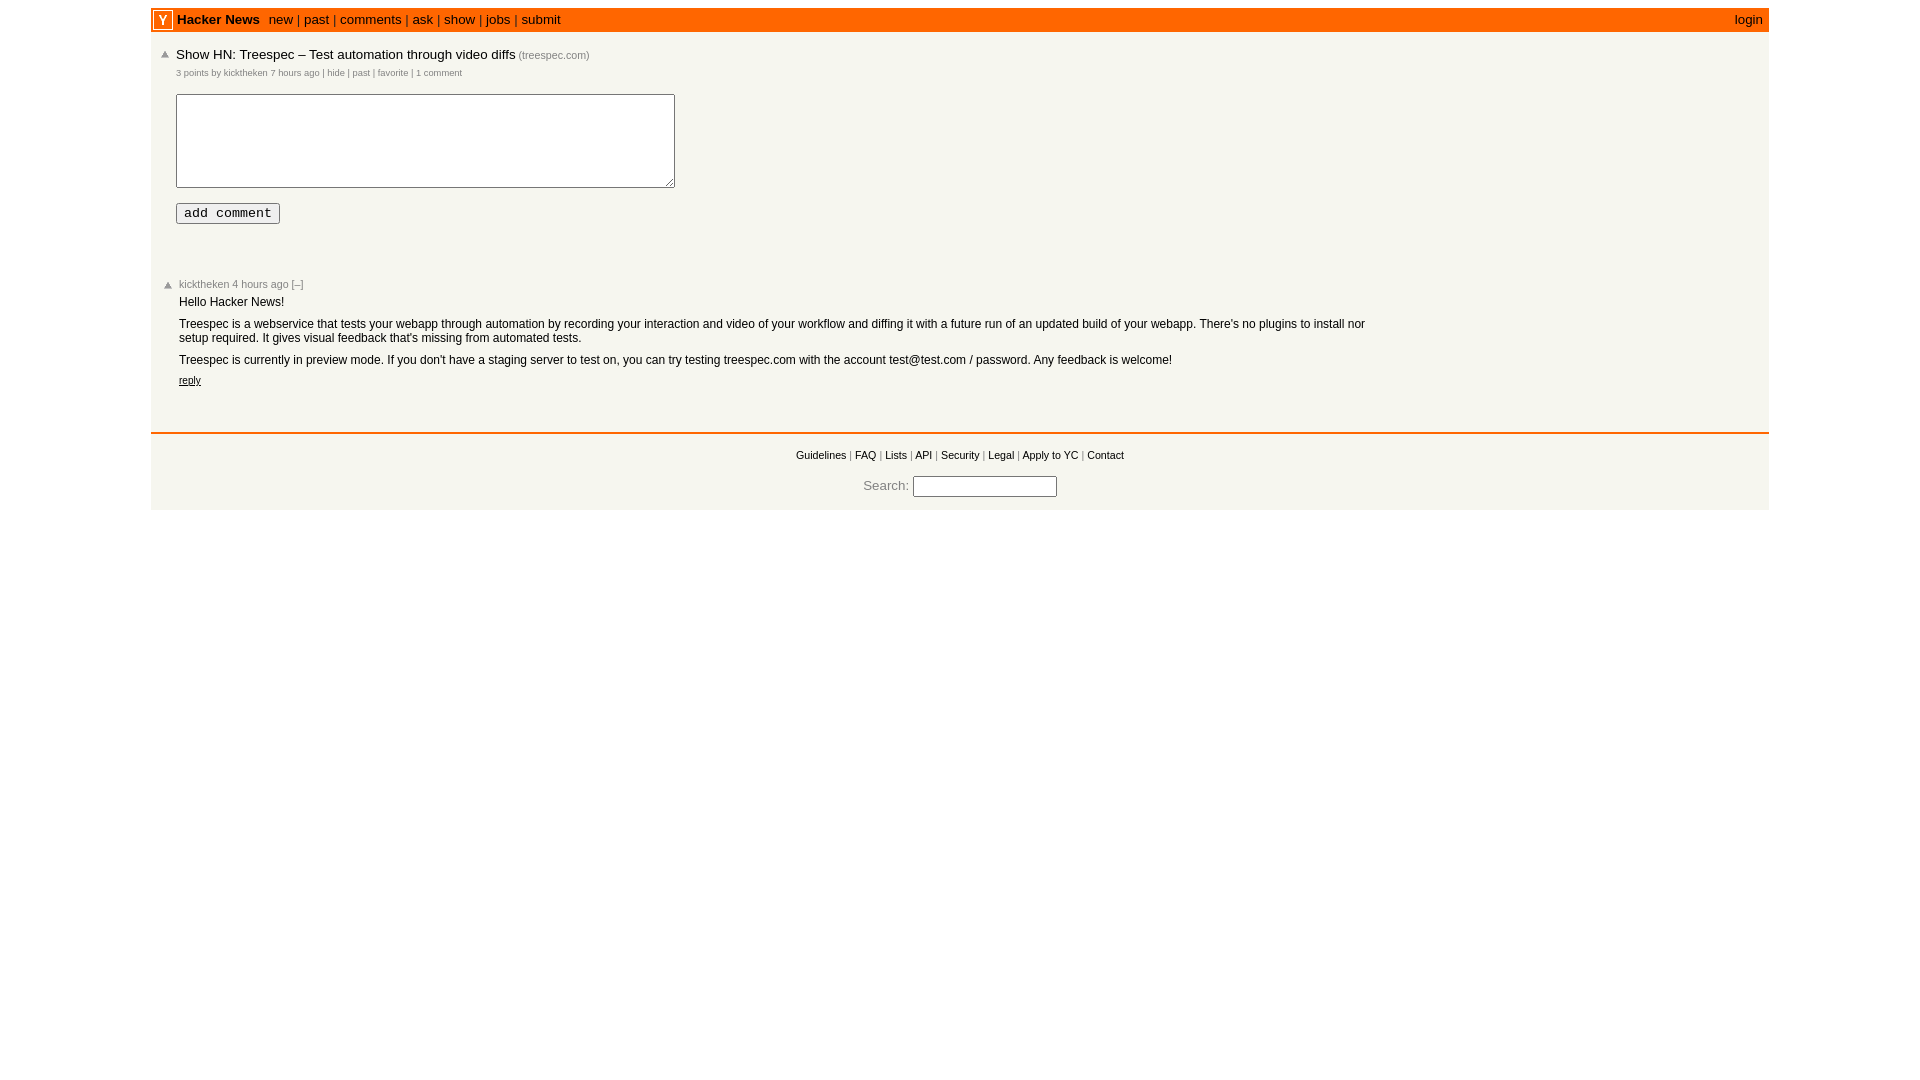 Y Hacker News new | past | comments | ask | show | jobs | submit login
Show HN: Treespec – Test automation through video diffs (treespec.com)
3 points by kicktheken 7 hours ago | hide | past | favorite | 1 comment
add comment
kicktheken 4 hours ago [–]
Hello Hacker News!
Treespec is a webservice that tests your webapp through automation by recording your interaction and video of your workflow and diffing it with a future run of an updated build of your webapp. There's no plugins to install nor
setup required. It gives visual feedback that's missing from automated tests.
Treespec is currently in preview mode. If you don't have a staging server to test on, you can try testing treespec.com with the account test@test.com / password. Any feedback is welcome!
reply
Guidelines | FAQ | Lists | API | Security | Legal | Apply to YC | Contact
Search: